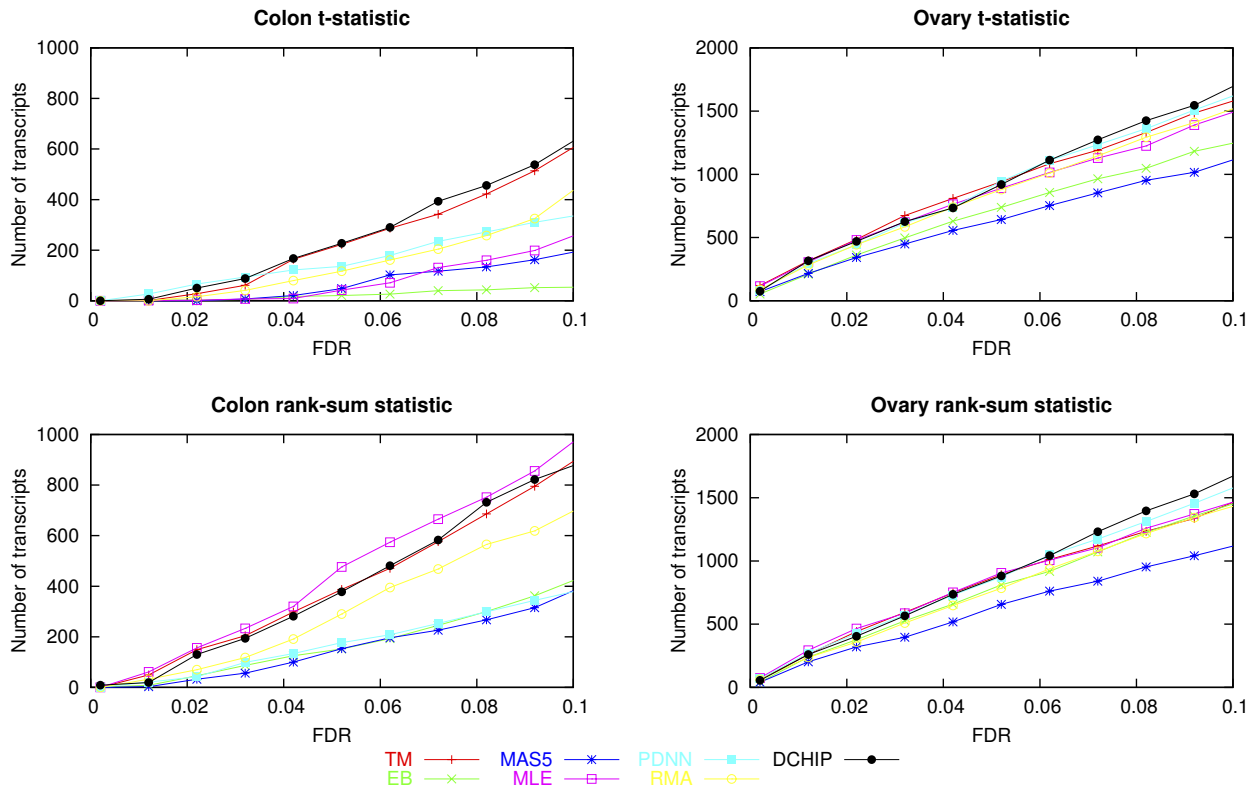 Colon t-statistic
Number of transcripts
1000
800
600
400
200
0
0 0.02 0.04 0.06 0.08 0.1
FDR
Ovary t-statistic
Number of transcripts
2000
1500
1000
500
0
0 0.02 0.04 0.06 0.08 0.1
FDR
Colon rank-sum statistic
Number of transcripts
1000
800
600
400
200
0
0 0.02 0.04 0.06 0.08 0.1
FDR
Ovary rank-sum statistic
Number of transcripts
2000
1500
1000
500
0
0 0.02 0.04 0.06 0.08 0.1
FDR
TM MAS5 PDNN DCHIP
EB MLE RMA